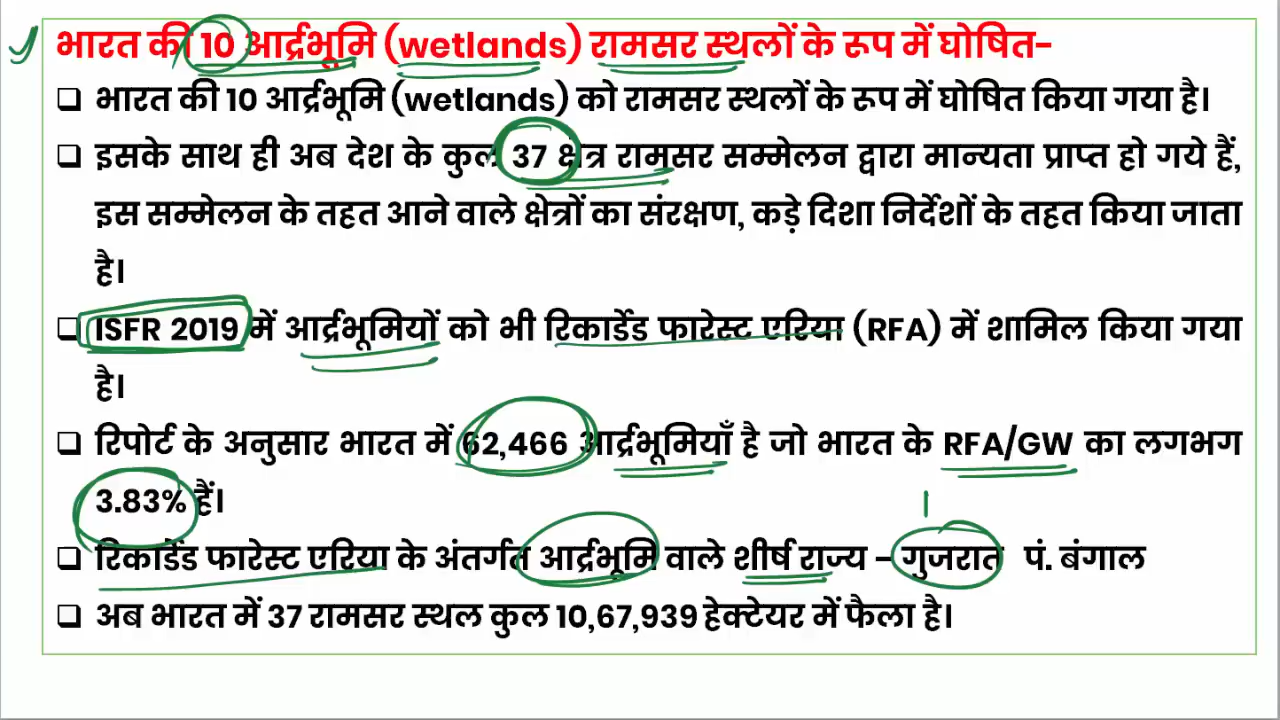 भारत की 10 आर्द्रभूमि (wetlands) रामसर स्थलों के रूप में घोषित-
❑ भारत की 10 आर्द्रभूमि (wetlands) को रामसर स्थलों के रूप में घोषित किया गया है।
❑ इसके साथ ही अब देश के कुल 37 क्षेत्र रामसर सम्मेलन द्वारा मान्यता प्राप्त हो गये हैं,
इस सम्मेलन के तहत आने वाले क्षेत्रों का संरक्षण, कड़े दिशा निर्देशों के तहत किया जाता
है।
❑ ISFR 2019 में आर्द्रभूमियों को भी रिकार्डेड फारेस्ट एरिया (RFA) में शामिल किया गया
है।
❑ रिपोर्ट के अनुसार भारत में 62,466 आर्द्रभूमियाँ है जो भारत के RFA/GW का लगभग
3.83% हैं।
❑ रिकार्डेड फारेस्ट एरिया के अंतर्गत आर्द्रभूमि वाले शीर्ष राज्य – गुजरात पं. बंगाल
❑ अब भारत में 37 रामसर स्थल कुल 10,67,939 हेक्टेयर में फैला है।